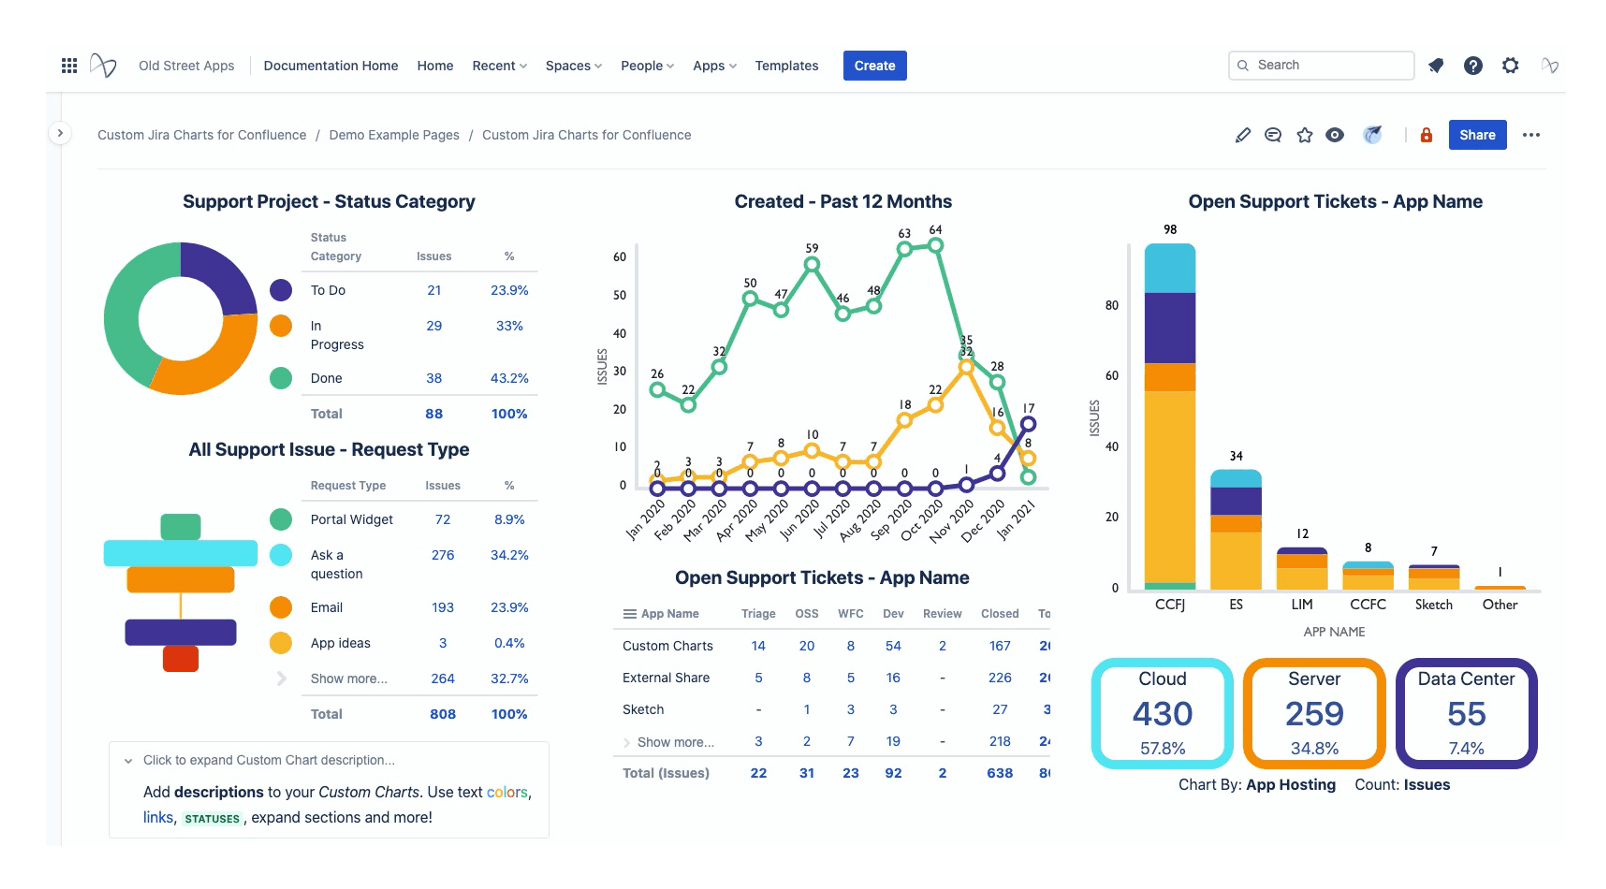 Old Street Apps Documentation Home Home Recent Spaces People Apps Templates Create Search
Custom Jira Charts for Confluence / Demo Example Pages / Custom Jira Charts for Confluence Share
Support Project - Status Category
Status Category Issues %
To Do 21 23.9%
In Progress 29 33%
Done 38 43.2%
Total 88 100%
All Support Issue - Request Type
Request Type Issues %
Portal Widget 72 8.9%
Ask a question 276 34.2%
Email 193 23.9%
App ideas 3 0.4%
Show more... 264 32.7%
Total 808 100%
Click to expand Custom Chart description...
Add descriptions to your Custom Charts. Use text colors,
links, STATUSES , expand sections and more!
Created - Past 12 Months
ISSUES
60
50
40
30
20
10
0
26 22 32 50 47 59 46 48 63 64 35 28
2 3 3 7 8 10 7 7 18 22 32 16 8
0 0 0 0 0 0 0 0 0 0 1 4 17
Jan 2020 Feb 2020 Mar 2020 Apr 2020 May 2020 Jun 2020 Jul 2020 Aug 2020 Sep 2020 Oct 2020 Nov 2020 Dec 2020 Jan 2021
Open Support Tickets - App Name
App Name Triage OSS WFC Dev Review Closed To
Custom Charts 14 20 8 54 2 167
External Share 5 8 5 16 - 226
Sketch - 1 3 3 - 27 3
Show more... 3 2 7 19 - 218
Total (Issues) 22 31 23 92 2 638
Open Support Tickets - App Name
ISSUES
80
60
40
20
0
98 34 12 8 7 1
CCFJ ES LIM CCFC Sketch Other
APP NAME
Cloud Server Data Center
430 259 55
57.8% 34.8% 7.4%
Chart By: App Hosting Count: Issues